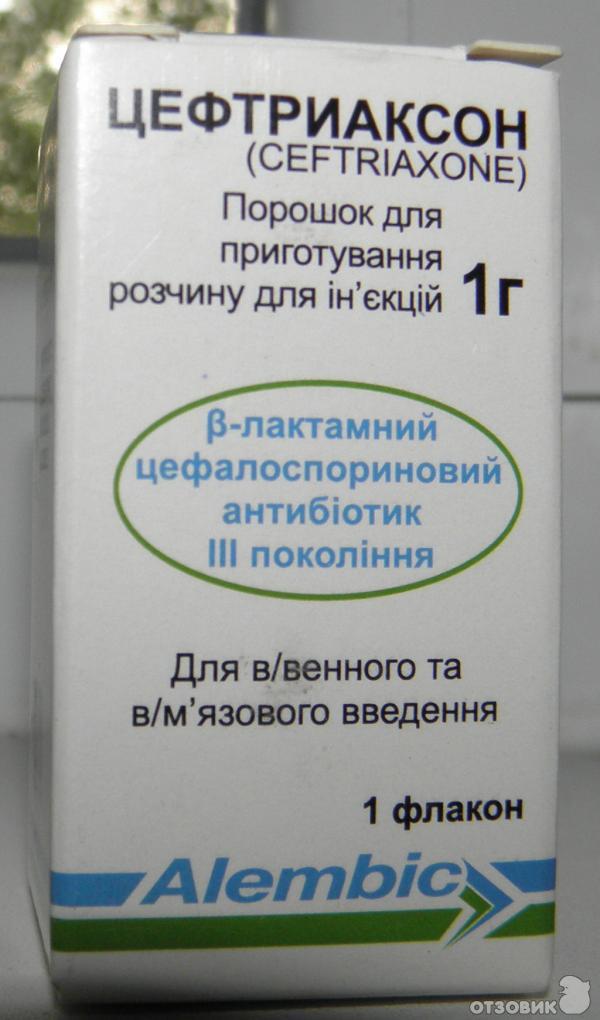 ЦЕФТРИАКСОН
(CEFTRIAXONE)
Порошок для
приготування
розчину для ін’єкцій 1г
β-лактамний
цефалоспориновий
антибіотик
III покоління
Для в/венного та
в/м’язового введення
1 флакон
Alembic
ОТЗОВИК